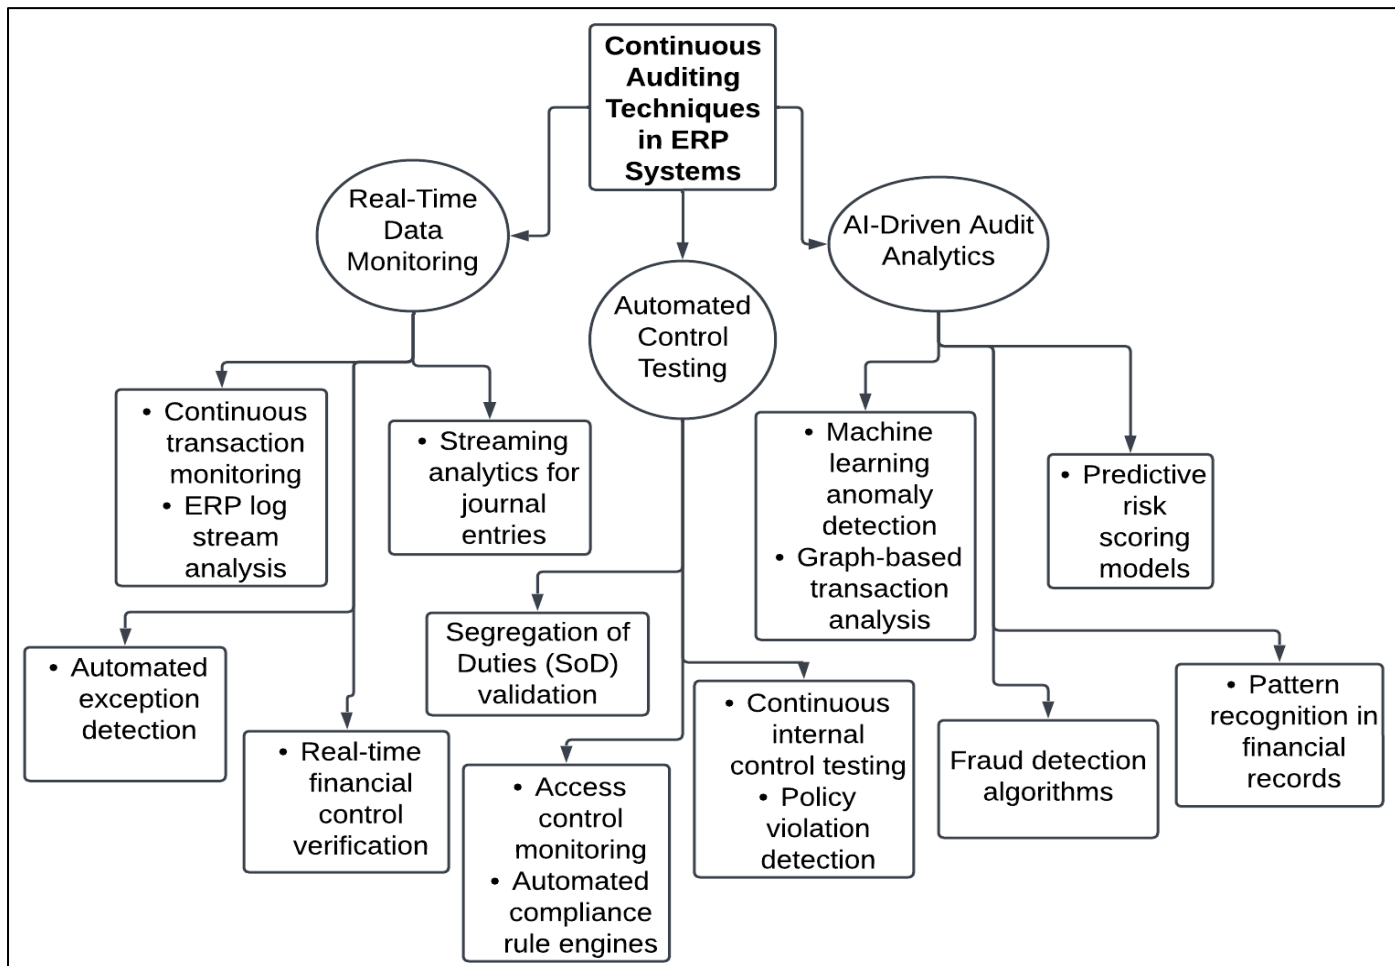 Continuous
Auditing
Techniques
in ERP
Systems
Real-Time
Data
Monitoring
AI-Driven Audit
Analytics
Automated
Control
Testing
• Continuous
transaction
monitoring
• ERP log
stream
analysis
• Streaming
analytics for
journal
entries
• Machine
learning
anomaly
detection
• Graph-based
transaction
analysis
• Predictive
risk
scoring
models
• Automated
exception
detection
Segregation of
Duties (SoD)
validation
• Real-time
financial
control
verification
• Access
control
monitoring
• Automated
compliance
rule engines
• Continuous
internal
control testing
• Policy
violation
detection
Fraud detection
algorithms
• Pattern
recognition in
financial
records